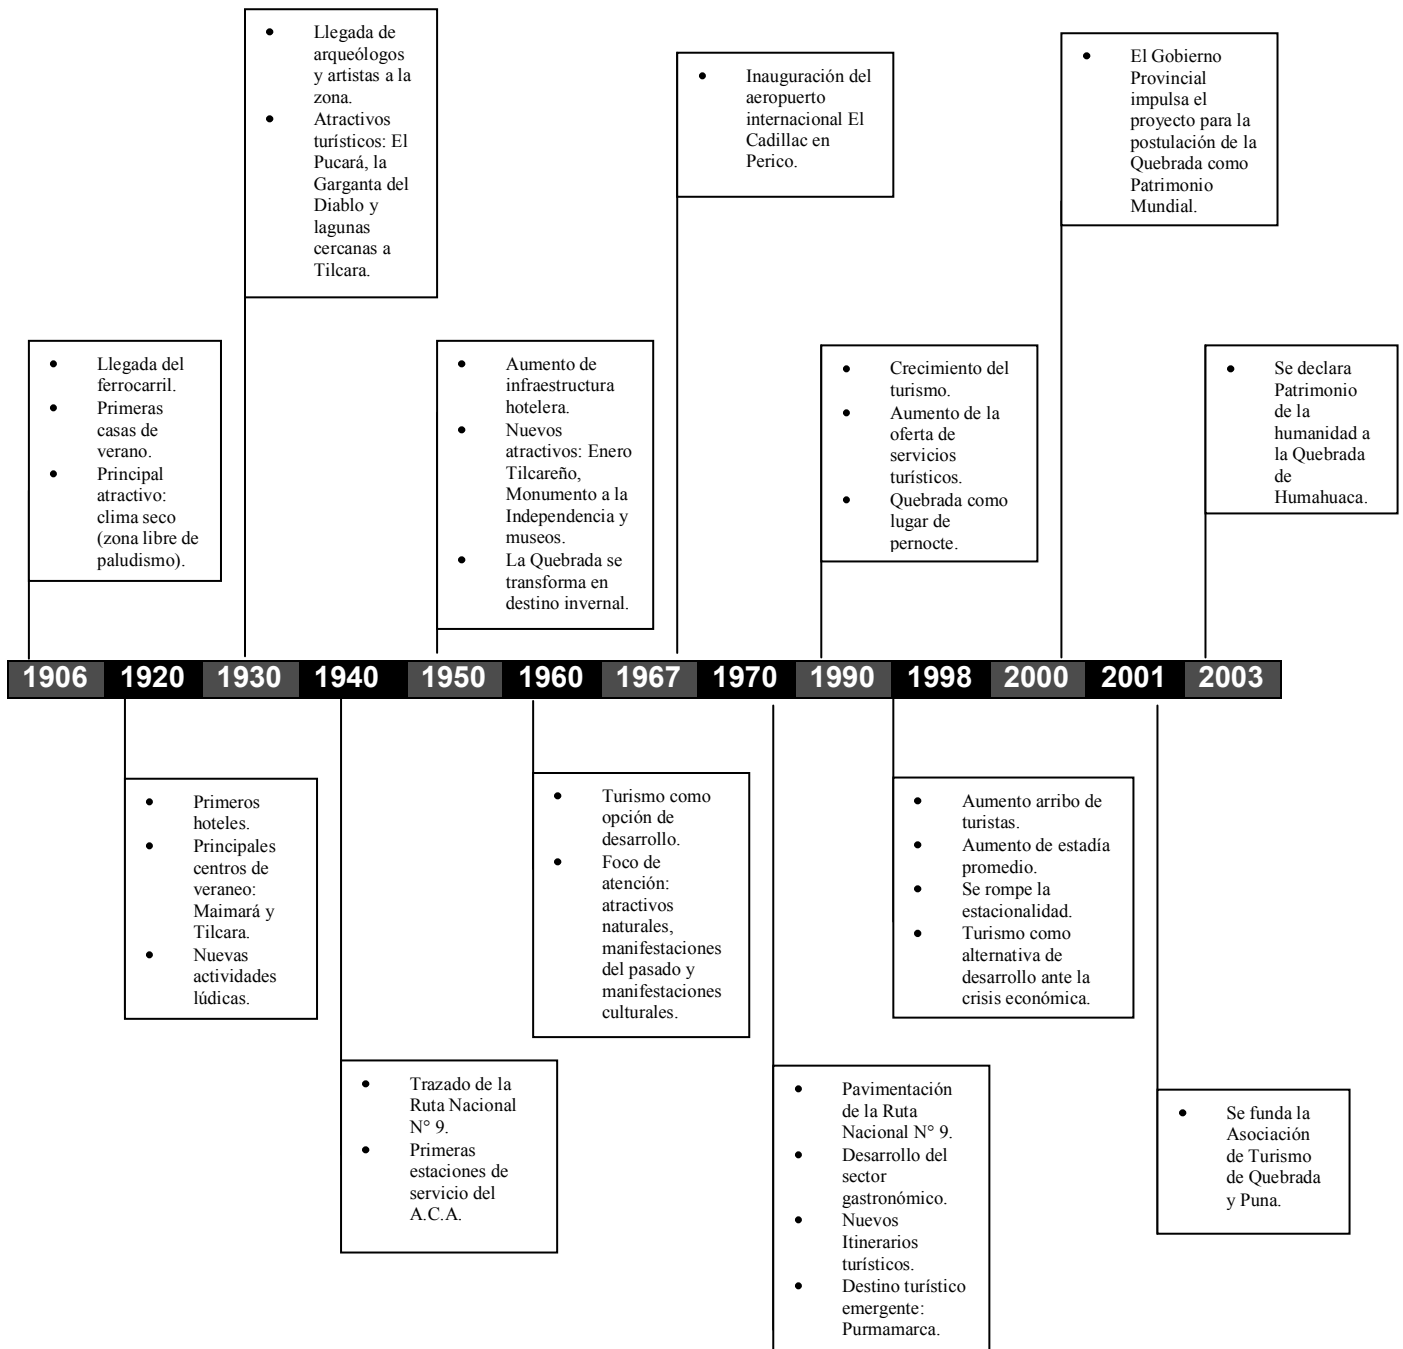 • Llegada de
arqueólogos
y artistas a la
zona.
• Atractivos
turísticos: El
Pucará, la
Garganta del
Diablo y
lagunas
cercanas a
Tilcara.
• Inauguración del
aeropuerto
internacional El
Cadillac en
Perico.
• El Gobierno
Provincial
impulsa el
proyecto para la
postulación de la
Quebrada como
Patrimonio
Mundial.
• Llegada del
ferrocarril.
• Primeras
casas de
verano.
• Principal
atractivo:
clima seco
(zona libre de
paludismo).
• Aumento de
infraestructura
hotelera.
• Nuevos
atractivos: Enero
Tilcareño,
Monumento a la
Independencia y
museos.
• La Quebrada se
transforma en
destino invernal.
• Crecimiento del
turismo.
• Aumento de la
oferta de
servicios
turísticos.
• Quebrada como
lugar de
pernocte.
• Se declara
Patrimonio
de la
humanidad a
la Quebrada
de
Humahuaca.
1906 1920 1930 1940 1950 1960 1967 1970 1990 1998 2000 2001 2003
• Primeros
hoteles.
• Principales
centros de
veraneo:
Maimará y
Tilcara.
• Nuevas
actividades
lúdicas.
• Turismo como
opción de
desarrollo.
• Foco de
atención:
atractivos
naturales,
manifestaciones
del pasado y
manifestaciones
culturales.
• Aumento arribo de
turistas.
• Aumento de estadía
promedio.
• Se rompe la
estacionalidad.
• Turismo como
alternativa de
desarrollo ante la
crisis económica.
• Trazado de la
Ruta Nacional
N° 9.
• Primeras
estaciones de
servicio del
A.C.A.
• Pavimentación
de la Ruta
Nacional N° 9.
• Desarrollo del
sector
gastronómico.
• Nuevos
Itinerarios
turísticos.
• Destino turístico
emergente:
Purmamarca.
• Se funda la
Asociación
de Turismo
de Quebrada
y Puna.